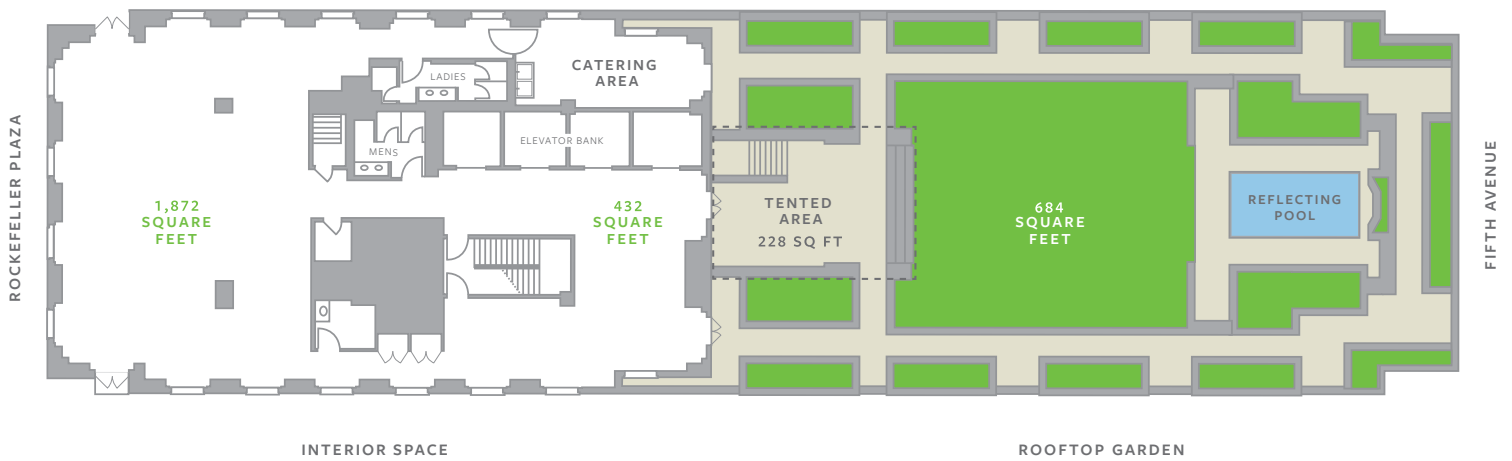 ROCKEFELLER PLAZA
1,872
SQUARE
FEET
LADIES
MENS
CATERING
AREA
ELEVATOR BANK
432
SQUARE
FEET
TENTED
AREA
228 SQ FT
684
SQUARE
FEET
REFLECTING
POOL
FIFTH AVENUE
INTERIOR SPACE
ROOFTOP GARDEN